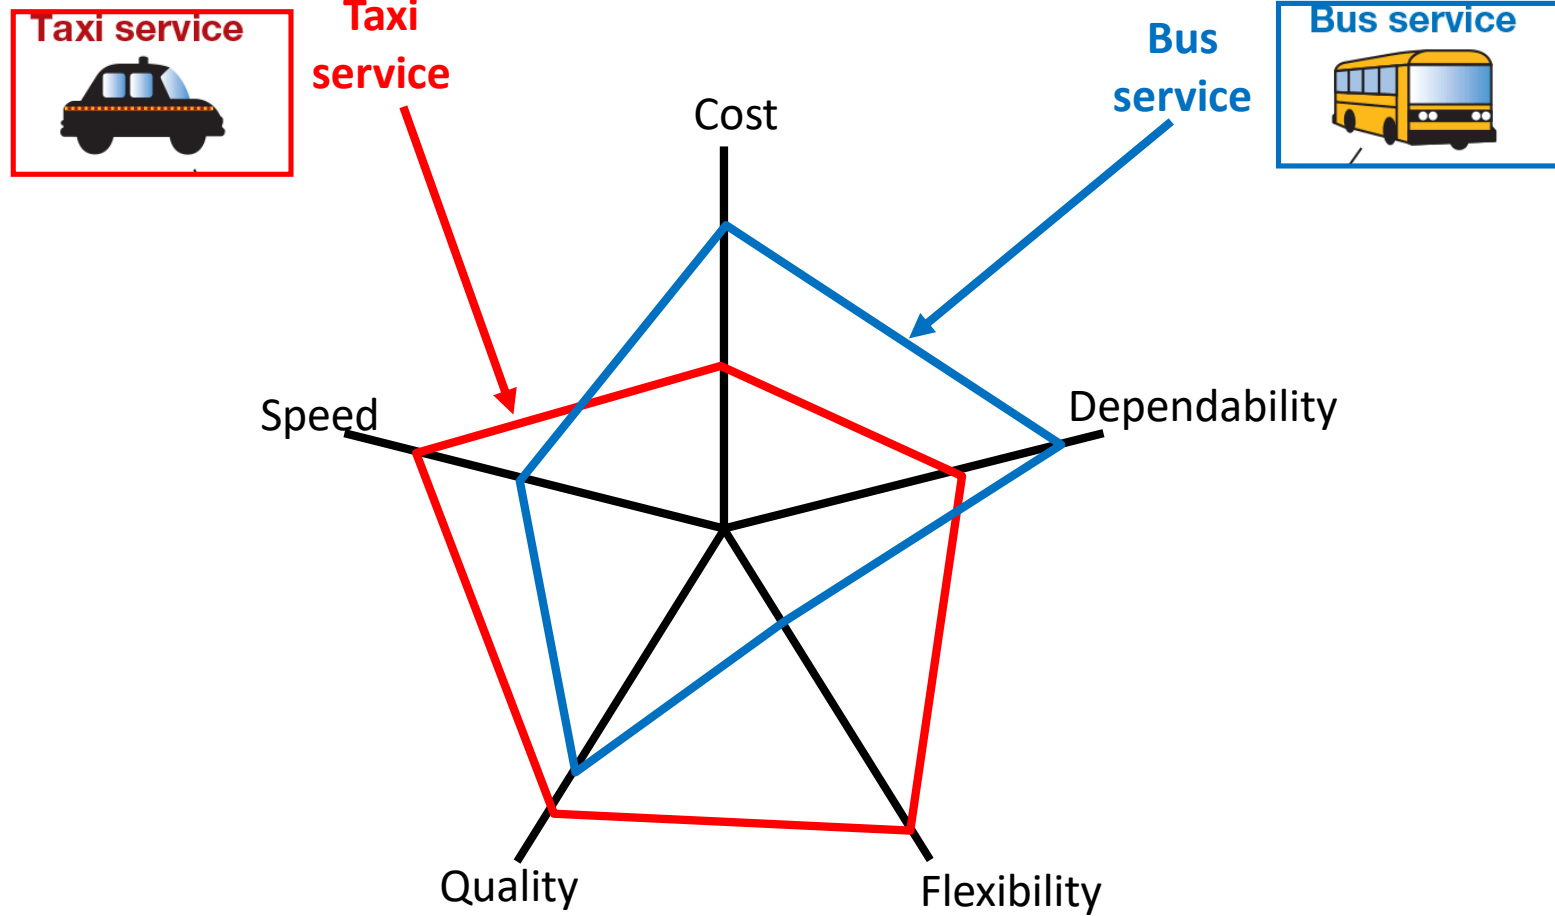 Taxi service
Taxi
service
Bus
service
Bus service
Cost
Speed
Dependability
Quality
Flexibility